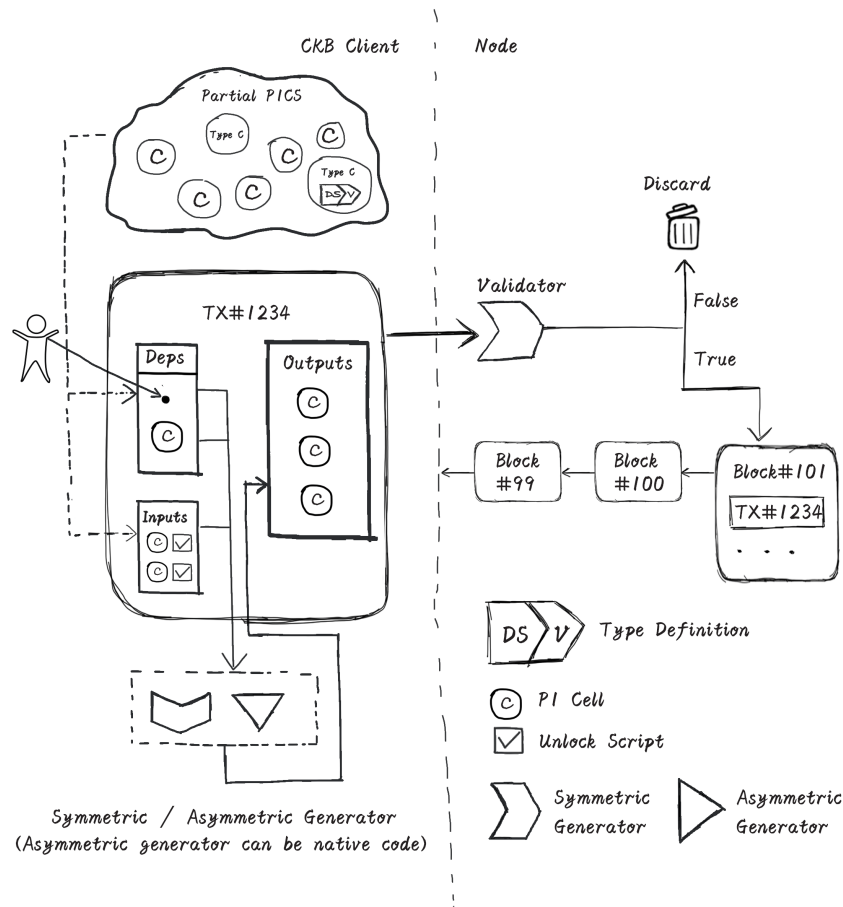 CKB Client
Node
Partial PICS
C
Type C
C
C
Type C
DS V
C
C
Discard
Validator
False
True
TX#1234
Deps
C
Outputs
C
C
C
Inputs
C
C
Block
#99
Block
#100
Block#101
TX#1234
. . .
DS V
Type Definition
C
P1 Cell
Unlock Script
Symmetric
Generator
Asymmetric
Generator
Symmetric / Asymmetric Generator
(Asymmetric generator can be native code)